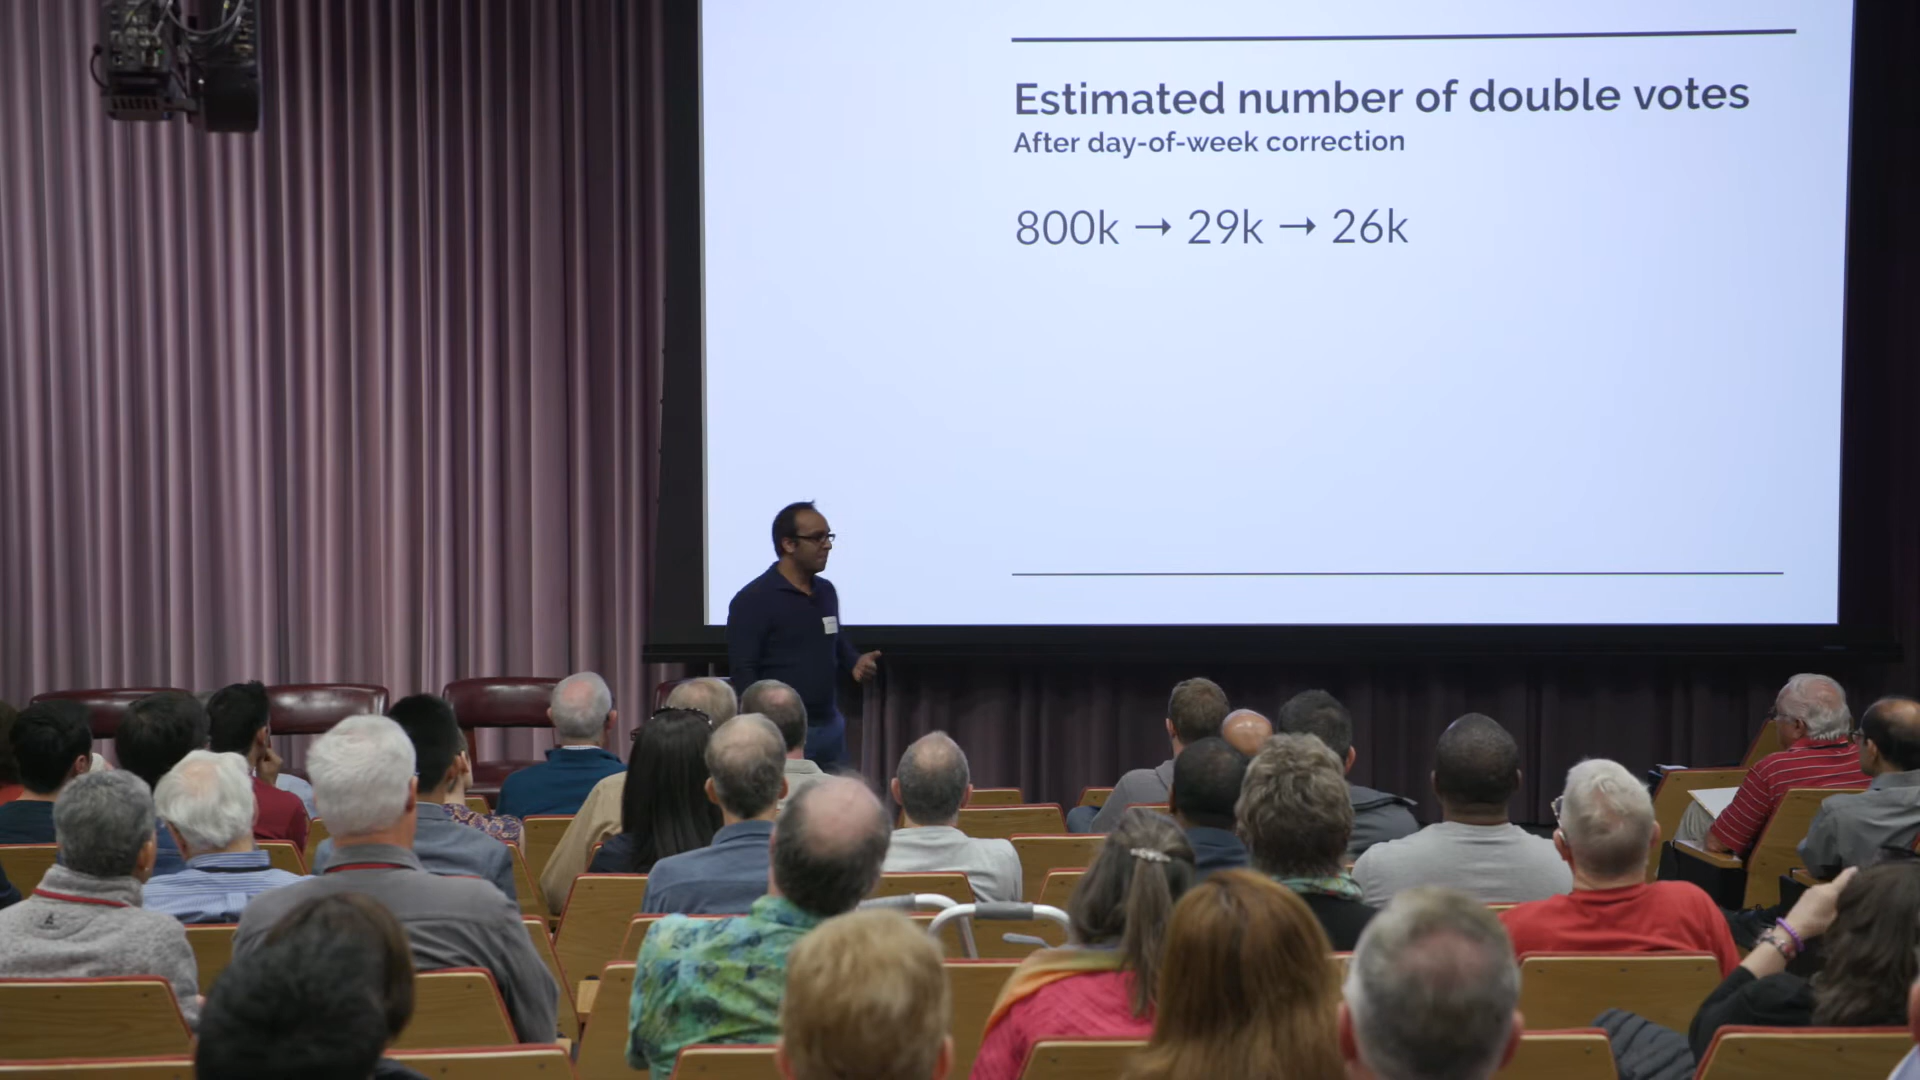 Estimated number of double votes
After day-of-week correction
800k → 29k → 26k